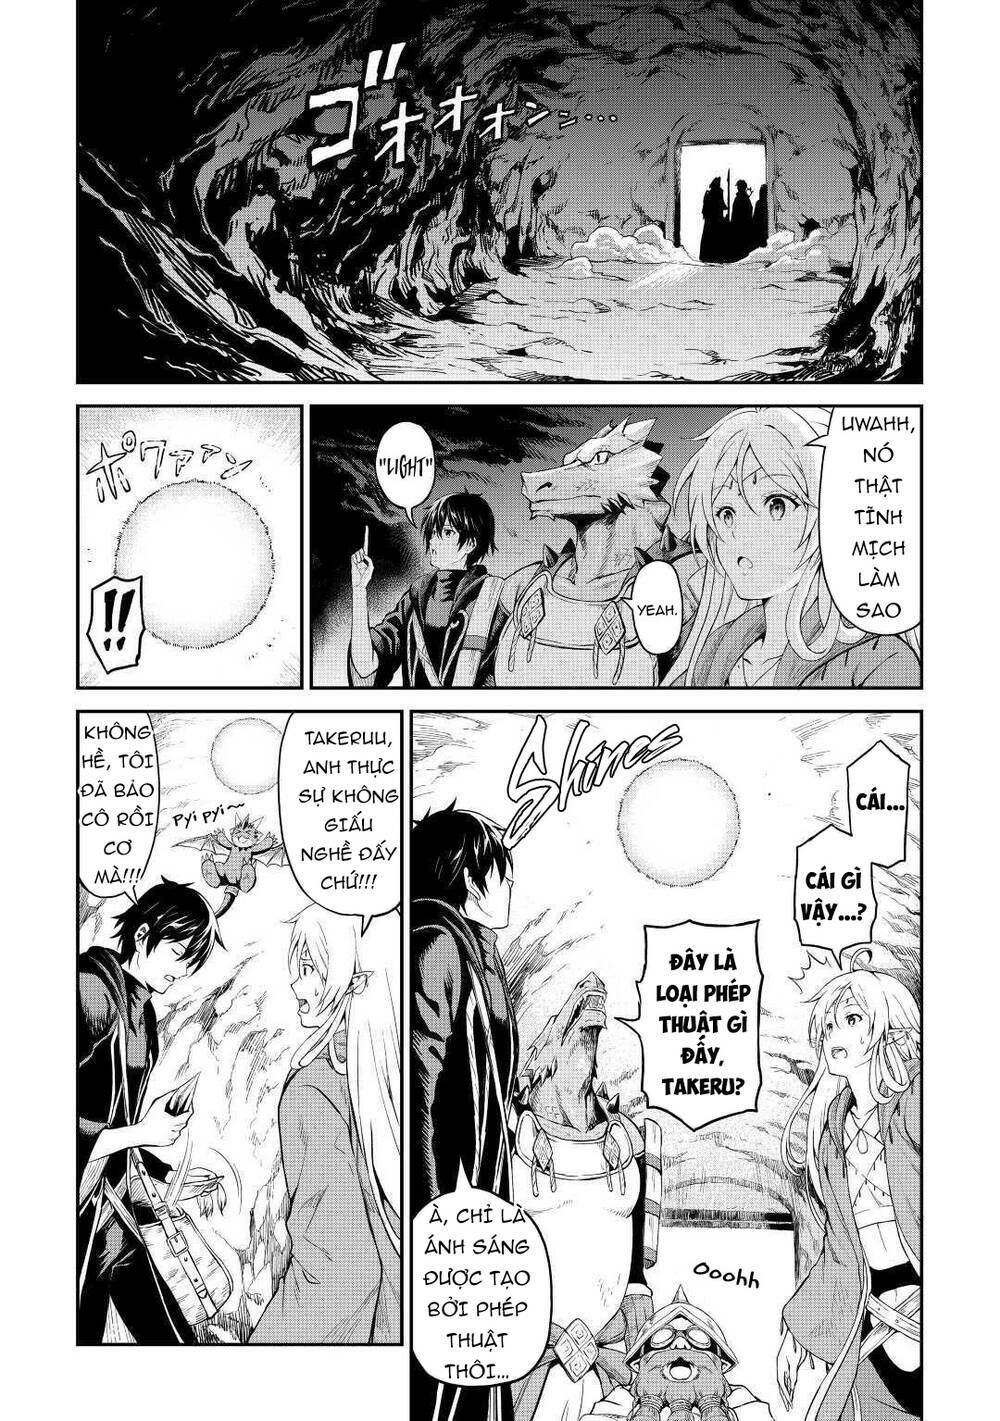 ゴオオオンン...
UWAHH,
NÓ
THẬT
TĨNH
MỊCH
LÀM
SAO
YEAH.
"LIGHT"
ポワァァン
!!
CÁI...
CÁI GÌ
VẬY...?
Shines
ĐÂY LÀ
LOẠI PHÉP
THUẬT GÌ
ĐẤY,
TAKERU?
À, CHỈ LÀ
ÁNH SÁNG
ĐƯỢC TẠO
BỞI PHÉP
THUẬT
THÔI...
Ooohh
TAKERUU,
ANH THỰC
SỰ KHÔNG
GIẤU
NGHỀ ĐẤY
CHỨ!!!
Pyi pyi~
KHÔNG
HỀ, TÔI
ĐÃ BẢO
CÔ RỒI
CƠ
MÀ!!!